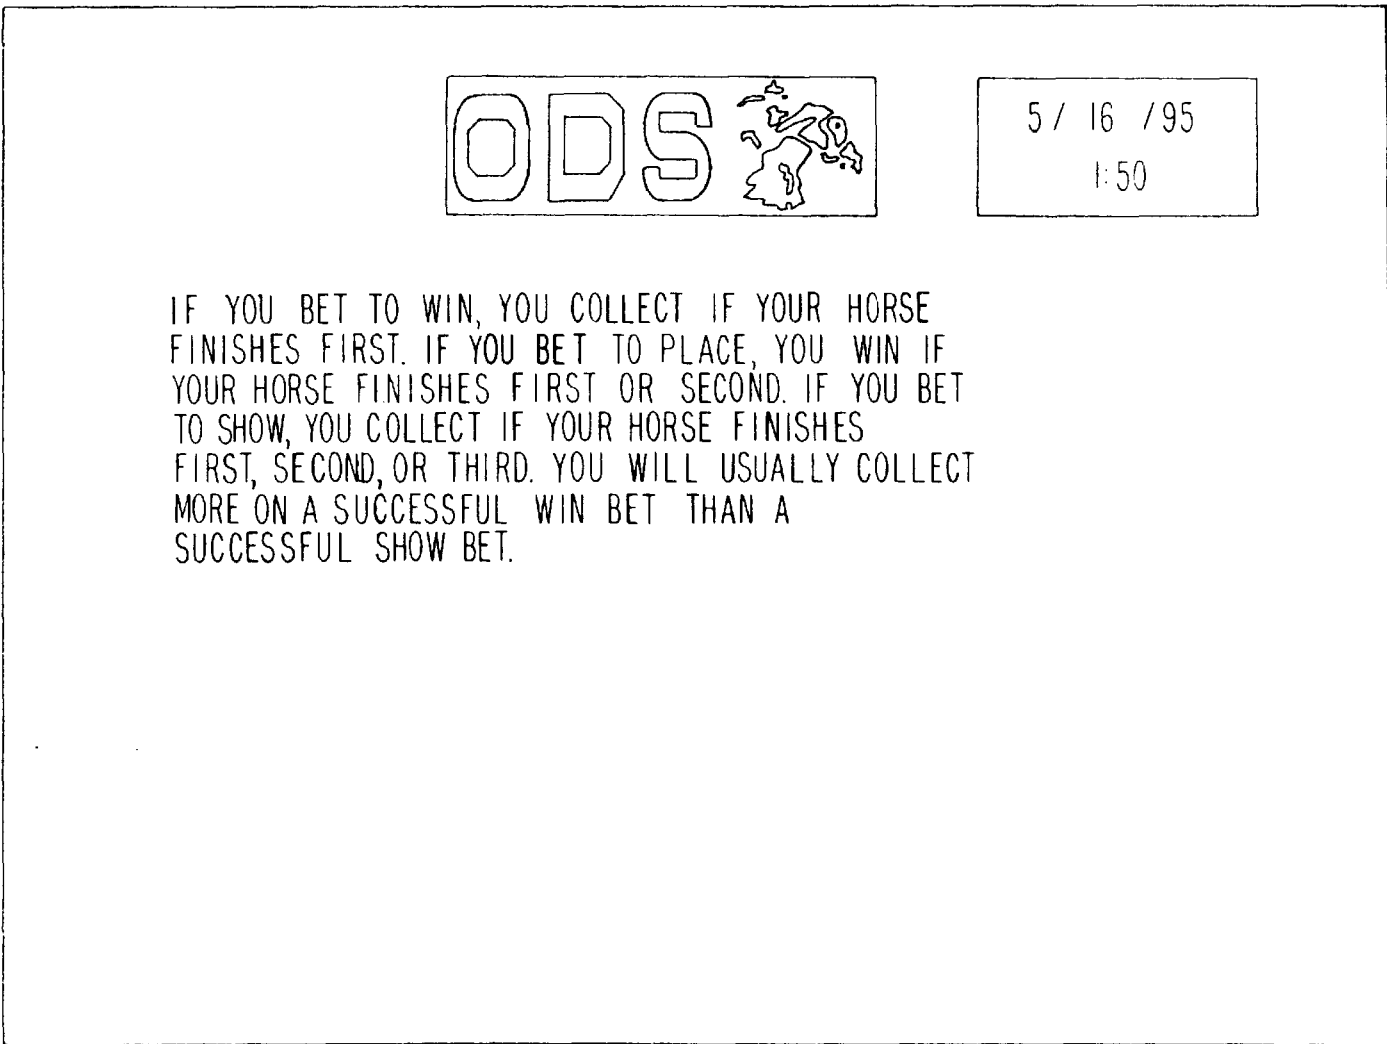 ODS
5/ 16 /95
1:50
IF YOU BET TO WIN, YOU COLLECT IF YOUR HORSE
FINISHES FIRST. IF YOU BET TO PLACE, YOU WIN IF
YOUR HORSE FINISHES FIRST OR SECOND. IF YOU BET
TO SHOW, YOU COLLECT IF YOUR HORSE FINISHES
FIRST, SECOND, OR THIRD. YOU WILL USUALLY COLLECT
MORE ON A SUCCESSFUL WIN BET THAN A
SUCCESSFUL SHOW BET.